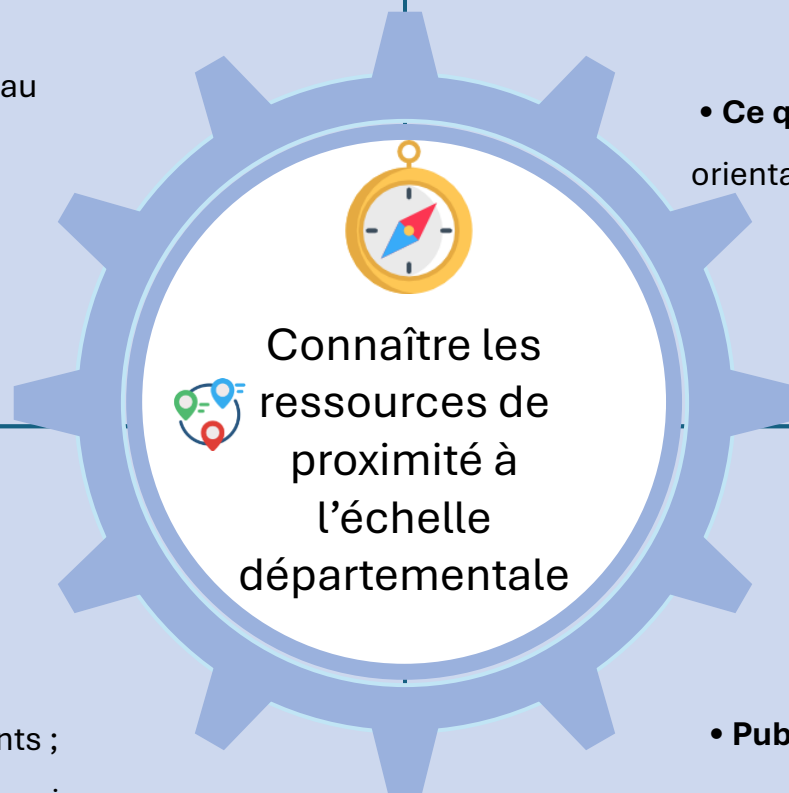 au
• Ce q
orienta
Connaître les
ressources de
proximité à
l’échelle
départementale
nts ;
• Pub